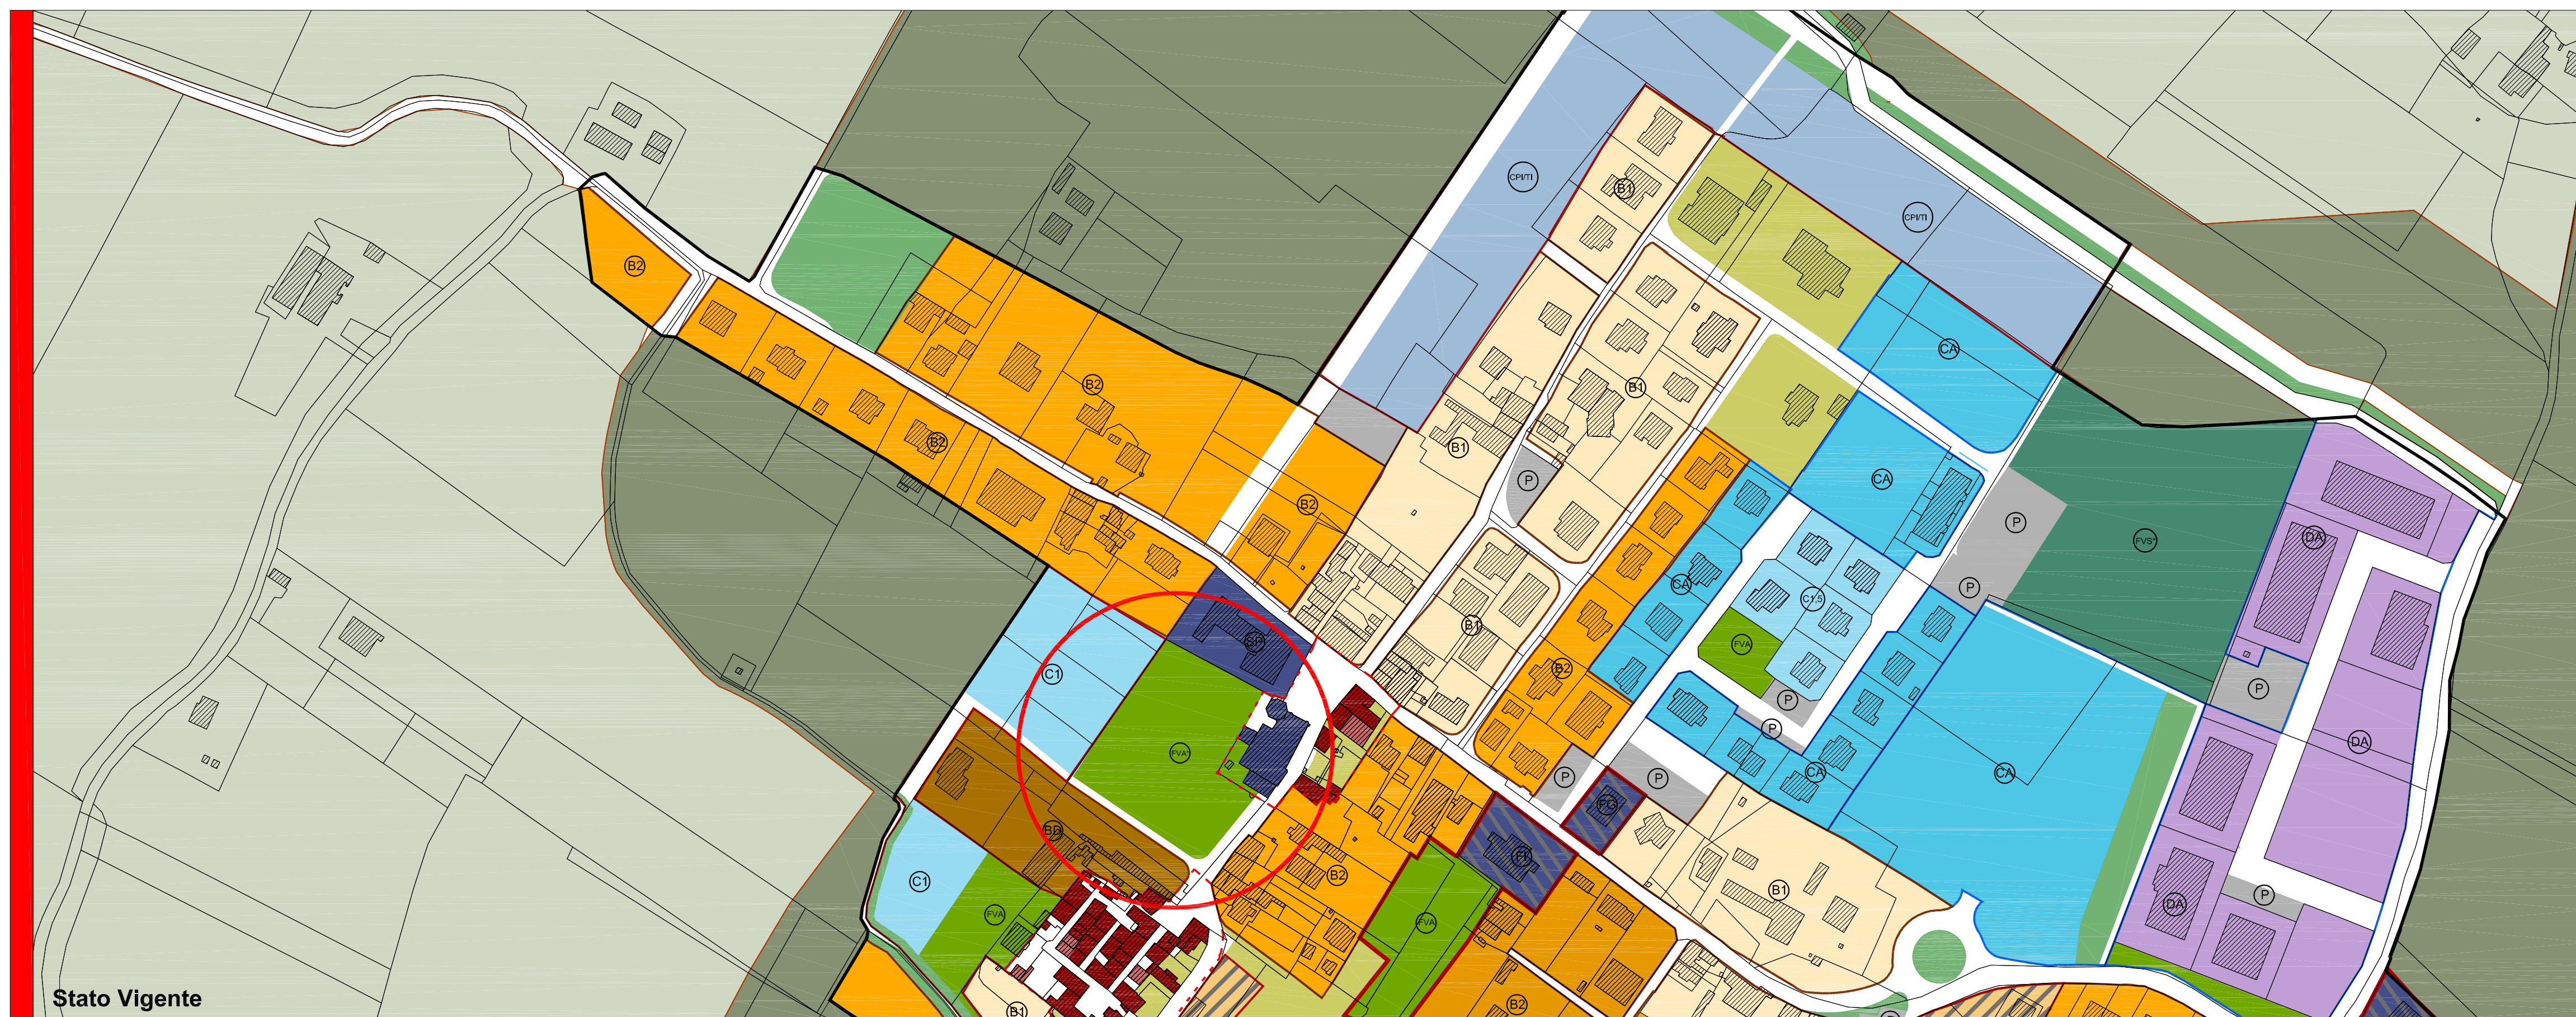 CPI/TI
B1
CPI/TI
B2
CA
B2
B1
B2
B1
CA
P
B2
P
DA
FVS*
CA
P
C1,5
B1
SP
FVA
B2
C1
P
P
P
DA
FVA*
P
P
CA
CA
FG
BD
FI
B2
C1
B1
P
DA
FVA
FVA
Stato Vigente
B2
B1